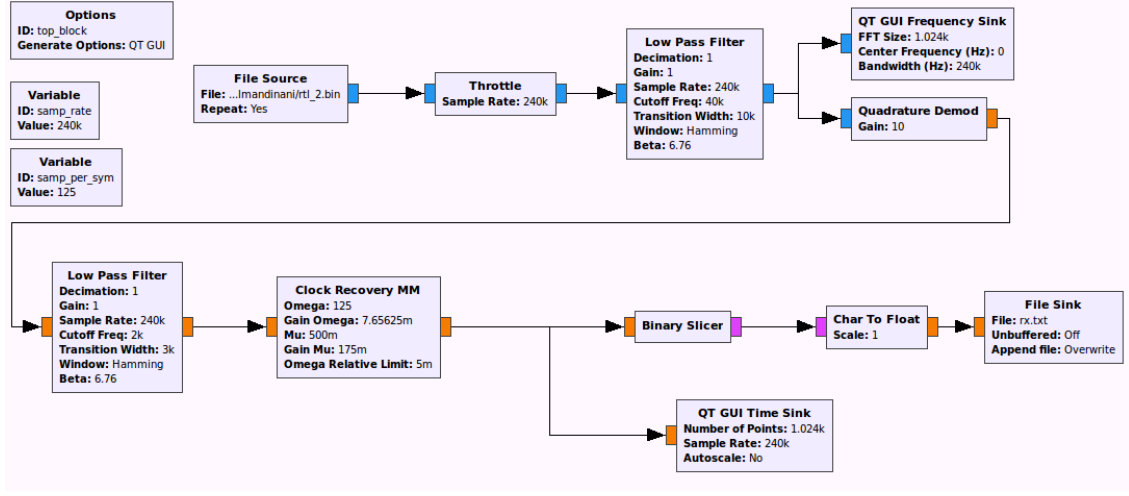 Options
ID: top_block
Generate Options: QT GUI
Variable
ID: samp_rate
Value: 240k
Variable
ID: samp_per_sym
Value: 125
File Source
File: ...lmandinani/rtl_2.bin
Repeat: Yes
Throttle
Sample Rate: 240k
Low Pass Filter
Decimation: 1
Gain: 1
Sample Rate: 240k
Cutoff Freq: 40k
Transition Width: 10k
Window: Hamming
Beta: 6.76
QT GUI Frequency Sink
FFT Size: 1.024k
Center Frequency (Hz): 0
Bandwidth (Hz): 240k
Quadrature Demod
Gain: 10
Low Pass Filter
Decimation: 1
Gain: 1
Sample Rate: 240k
Cutoff Freq: 2k
Transition Width: 3k
Window: Hamming
Beta: 6.76
Clock Recovery MM
Omega: 125
Gain Omega: 7.65625m
Mu: 500m
Gain Mu: 175m
Omega Relative Limit: 5m
Binary Slicer
Char To Float
Scale: 1
File Sink
File: rx.txt
Unbuffered: Off
Append file: Overwrite
QT GUI Time Sink
Number of Points: 1.024k
Sample Rate: 240k
Autoscale: No